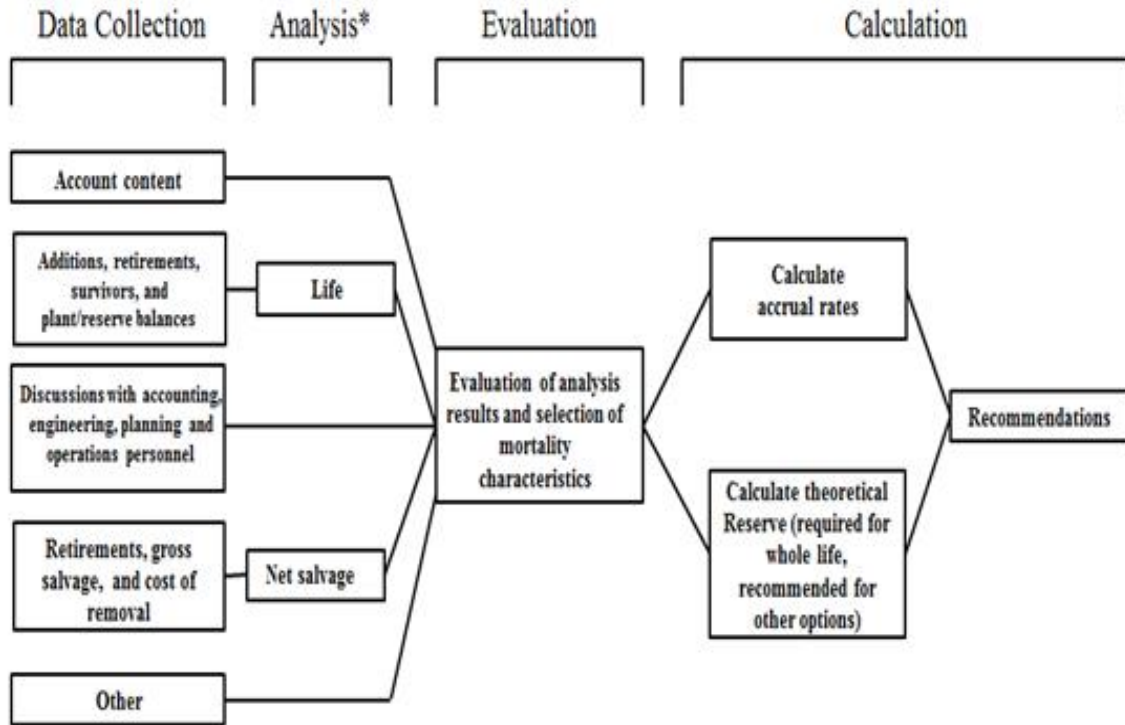 Data Collection
Analysis*
Evaluation
Calculation
Account content
Additions, retirements,
survivors, and
plant/reserve balances
Life
Discussions with accounting,
engineering, planning and
operations personnel
Retirements, gross
salvage, and cost of
removal
Net salvage
Other
Evaluation of analysis
results and selection of
mortality
characteristics
Calculate
accrual rates
Calculate theoretical
Reserve (required for
whole life,
recommended for
other options)
Recommendations